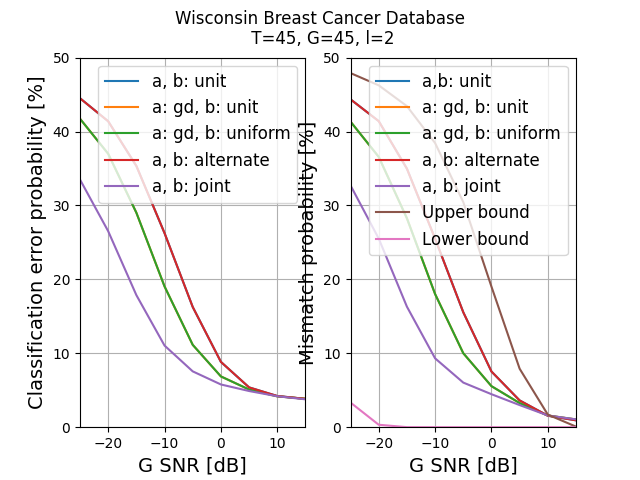 Wisconsin Breast Cancer Database
T=45, G=45, l=2
Classification error probability [%]
50
40
30
20
10
0
a, b: unit
a: gd, b: unit
a: gd, b: uniform
a, b: alternate
a, b: joint
−20
−10
0
10
G SNR [dB]
Mismatch probability [%]
50
40
30
20
10
0
a,b: unit
a: gd, b: unit
a: gd, b: uniform
a, b: alternate
a, b: joint
Upper bound
Lower bound
−20
−10
0
10
G SNR [dB]